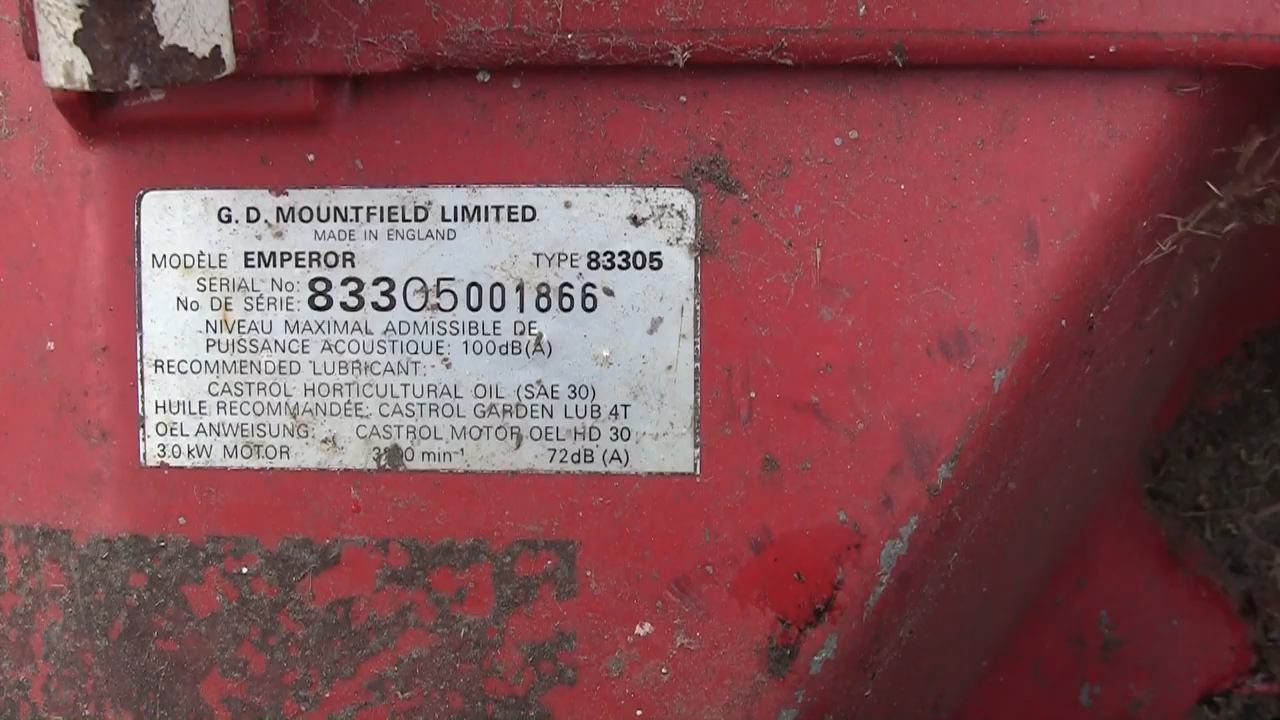 G. D. MOUNTFIELD LIMITED
MADE IN ENGLAND
MODÈLE EMPEROR TYPE 83305
SERIAL No:
No DE SÉRIE: 83305001866
NIVEAU MAXIMAL ADMISSIBLE DE
PUISSANCE ACOUSTIQUE: 100dB(A)
RECOMMENDED LUBRICANT:
CASTROL HORTICULTURAL OIL (SAE 30)
HUILE RECOMMANDÉE: CASTROL GARDEN LUB 4T
OEL ANWEISUNG: CASTROL MOTOR OEL HD 30
3.0 kW MOTOR min⁻¹ 72dB (A)